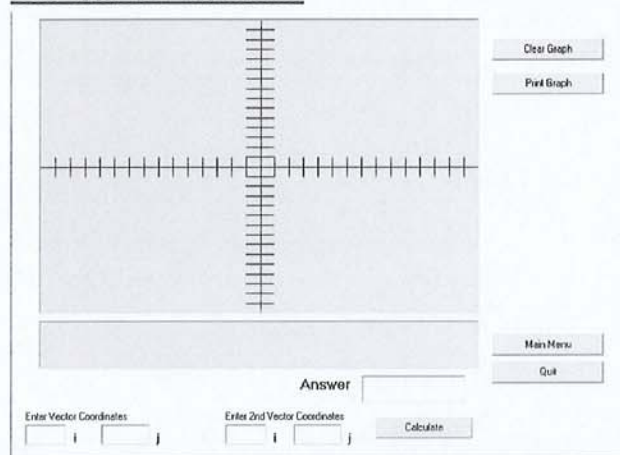 Clear Graph
Print Graph
Main Menu
Quit
Answer
Enter Vector Coordinates
Enter 2nd Vector Coordinates
i j i j Calculate